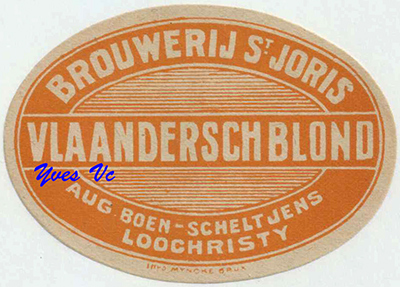 BROUWERIJ ST JORIS
VLAANDERSCH BLOND
Yves Vc
AUG. BOEN-SCHELTJENS
LOOCHRISTY